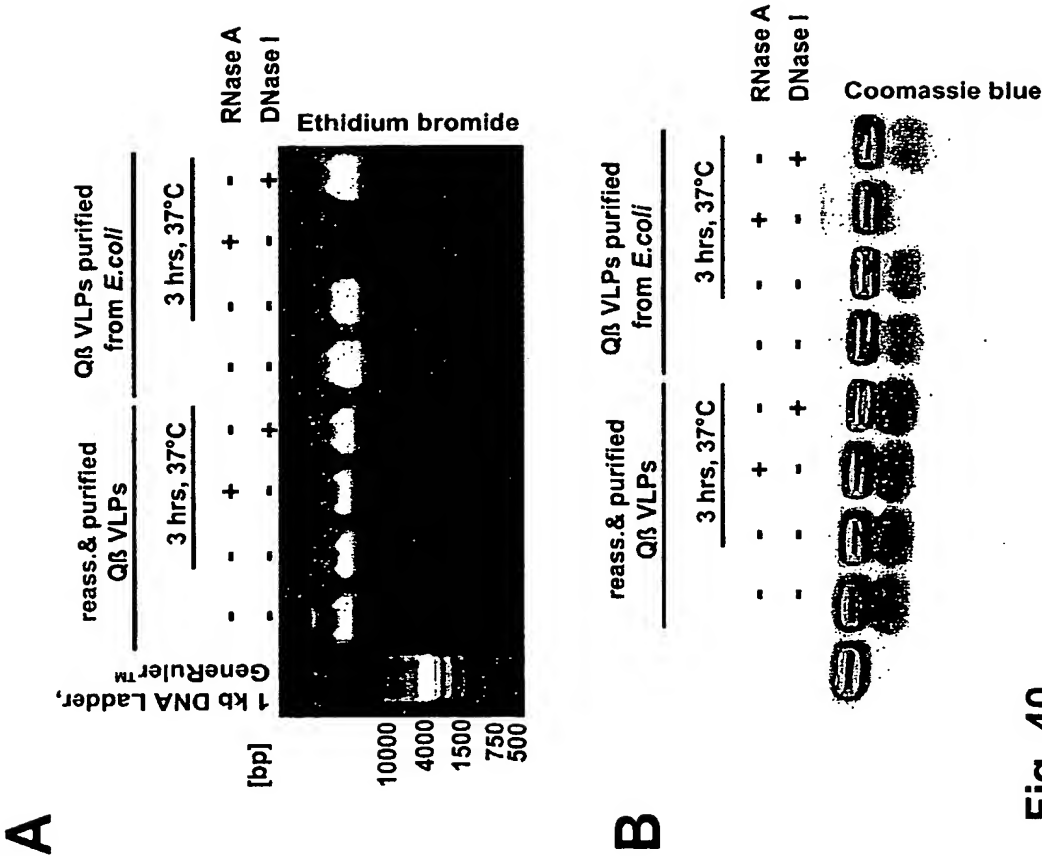 A
reass.& purified
Qß VLPs
Qß VLPs purified
from E.coli
3 hrs, 37°C
3 hrs, 37°C
1 kb DNA Ladder,
GeneRuler™
- - + - - - + - RNase A
- - - + - - - + DNase I
[bp]
10000
4000
1500
750
500
Ethidium bromide
B
reass.& purified
Qß VLPs
Qß VLPs purified
from E.coli
3 hrs, 37°C
3 hrs, 37°C
- - + - - - + - RNase A
- - - + - - - + DNase I
Coomassie blue
Fig. 40